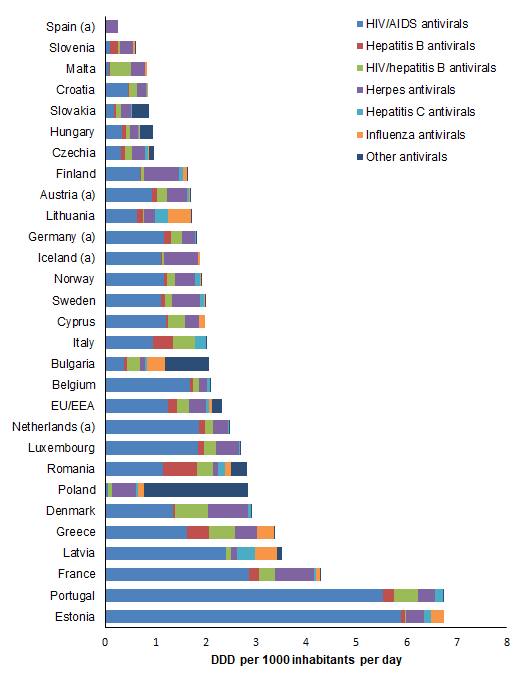 Spain (a)
Slovenia
Malta
Croatia
Slovakia
Hungary
Czechia
Finland
Austria (a)
Lithuania
Germany (a)
Iceland (a)
Norway
Sweden
Cyprus
Italy
Bulgaria
Belgium
EU/EEA
Netherlands (a)
Luxembourg
Romania
Poland
Denmark
Greece
Latvia
France
Portugal
Estonia
HIV/AIDS antivirals
Hepatitis B antivirals
HIV/hepatitis B antivirals
Herpes antivirals
Hepatitis C antivirals
Influenza antivirals
Other antivirals
0 1 2 3 4 5 6 7 8
DDD per 1000 inhabitants per day